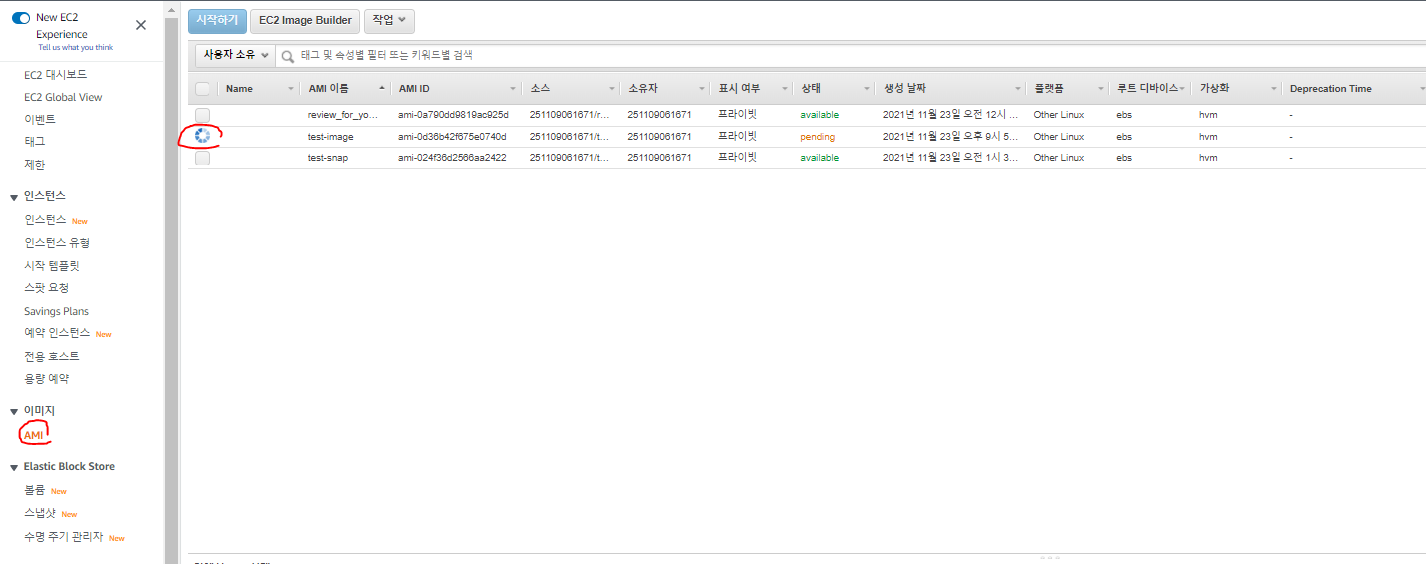 New EC2
Experience
Tell us what you think
EC2 대시보드
EC2 Global View
이벤트
태그
제한
인스턴스
인스턴스 New
인스턴스 유형
시작 템플릿
스팟 요청
Savings Plans
예약 인스턴스 New
전용 호스트
용량 예약
이미지
AMI
Elastic Block Store
볼륨 New
스냅샷 New
수명 주기 관리자 New
시작하기 EC2 Image Builder 작업
사용자 소유 태그 및 속성별 필터 또는 키워드별 검색
Name AMI 이름 AMI ID 소스 소유자 표시 여부 상태 생성 날짜 플랫폼 루트 디바이스 가상화 Deprecation Time
review_for_yo... ami-0a790dd9819ac925d 251109061671/r... 251109061671 프라이빗 available 2021년 11월 23일 오전 12시 ... Other Linux ebs hvm -
test-image ami-0d36b42f675e0740d 251109061671/t... 251109061671 프라이빗 pending 2021년 11월 23일 오후 9시 5... Other Linux ebs hvm -
test-snap ami-024f36d2566aa2422 251109061671/t... 251109061671 프라이빗 available 2021년 11월 23일 오전 1시 3... Other Linux ebs hvm -